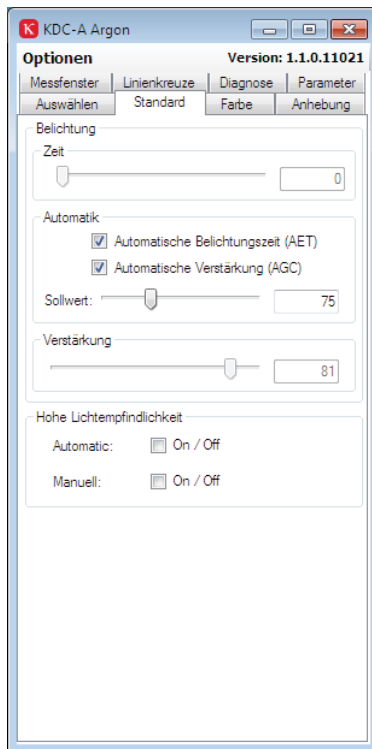 K KDC-A Argon
Optionen Version: 1.1.0.11021
Messfenster Linienkreuze Diagnose Parameter
Auswählen Standard Farbe Anhebung
Belichtung
Zeit
0
Automatik
Automatische Belichtungszeit (AET)
Automatische Verstärkung (AGC)
Sollwert: 75
Verstärkung
81
Hohe Lichtempfindlichkeit
Automatic: On / Off
Manuell: On / Off